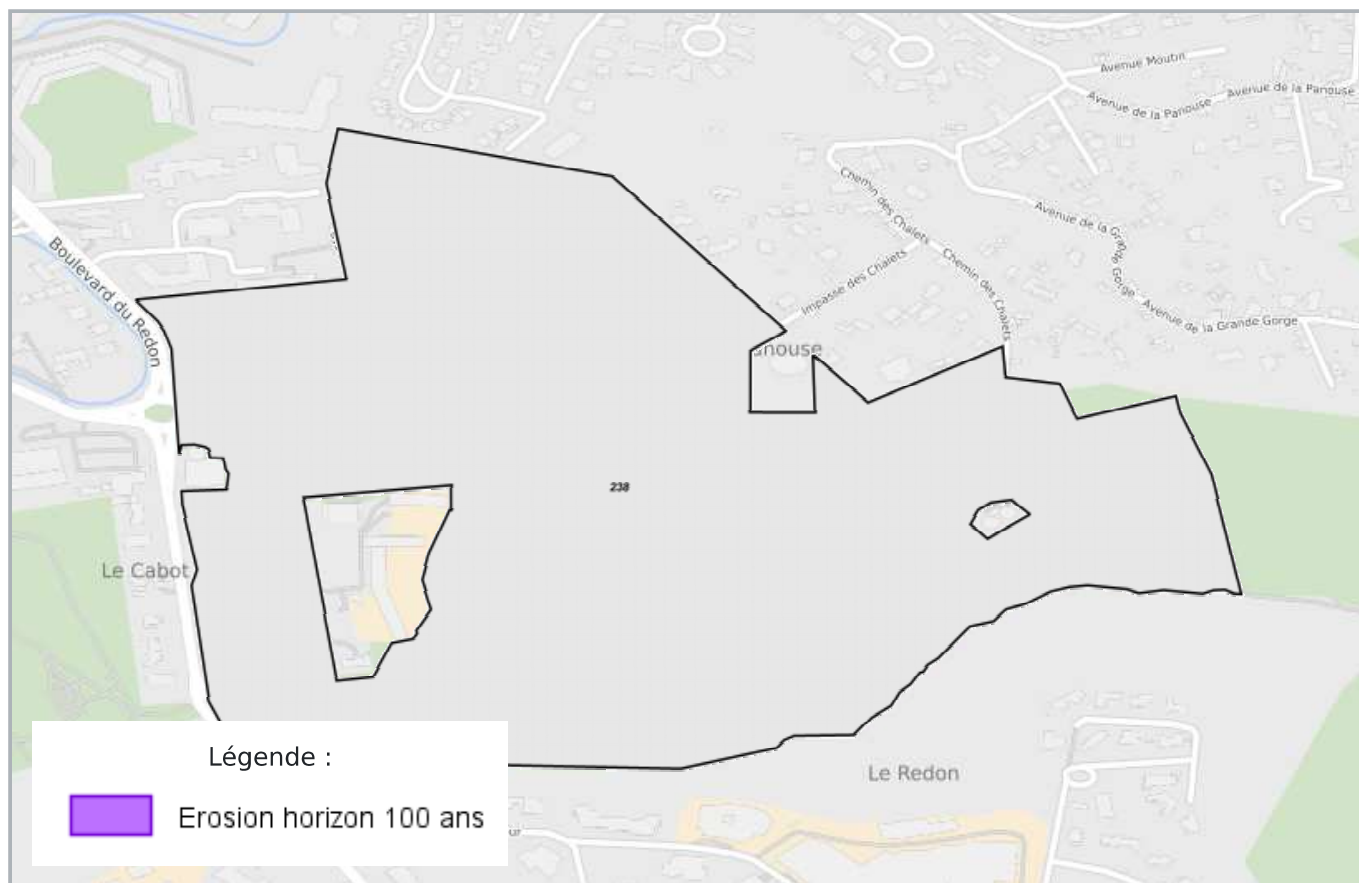 Avenue Moutin
Avenue de la Panouse
Avenue de la Panouse
Chemin des Chalets
Avenue de la Grande Gorge
Impasse des Chalets
Chemin des Chalets
Avenue de la Grande Gorge
Boulevard du Redon
238
Le Cabot
Le Redon
Légende :
Erosion horizon 100 ans